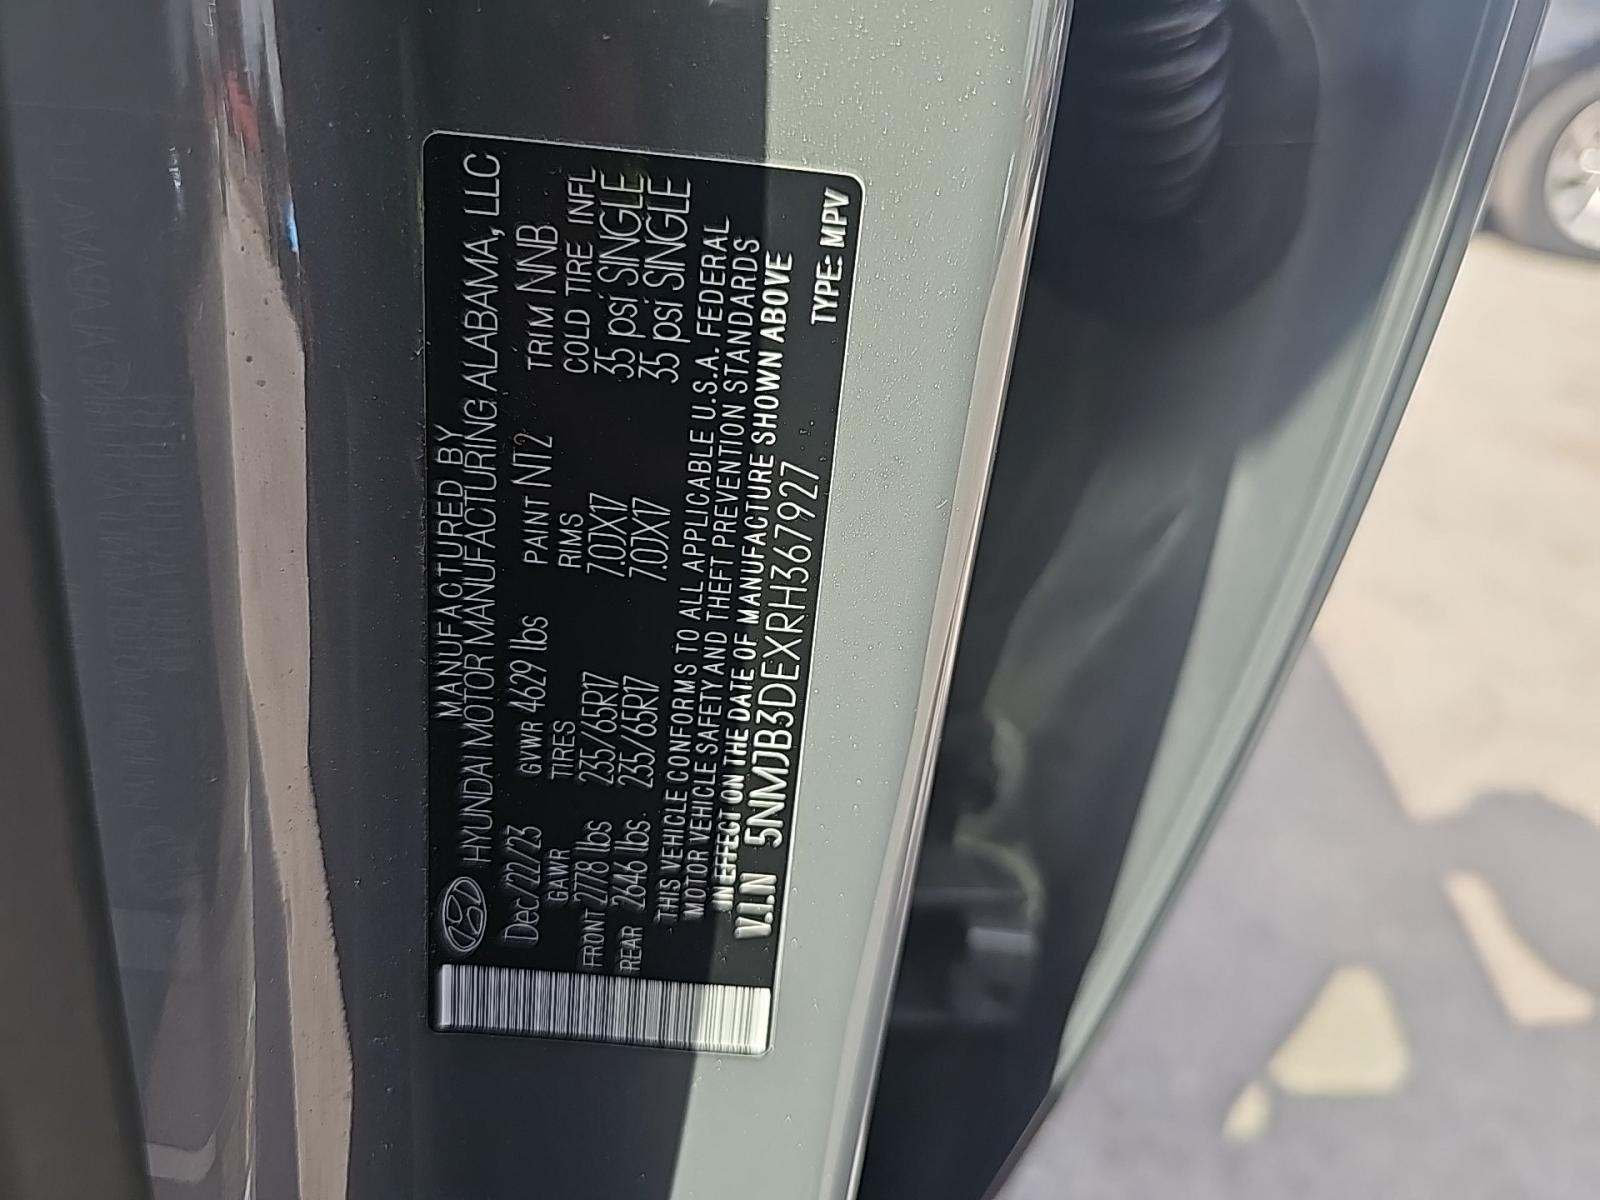 MANUFACTURED BY
HYUNDAI MOTOR MANUFACTURING ALABAMA, LLC
Dec/22/23 GVWR 4629 lbs PAINT NT2 TRIM NNB
GAWR TIRES RIMS COLD TIRE INFL
FRONT 2778 lbs 235/65R17 7.0JX17 35 psi SINGLE
REAR 2646 lbs. 235/65R17 7.0JX17 35 psi SINGLE
THIS VEHICLE CONFORMS TO ALL APPLICABLE U.S.A. FEDERAL
MOTOR VEHICLE SAFETY AND THEFT PREVENTION STANDARDS
IN EFFECT ON THE DATE OF MANUFACTURE SHOWN ABOVE
V.I.N 5NMJB3DEXRH367927 TYPE: MPV